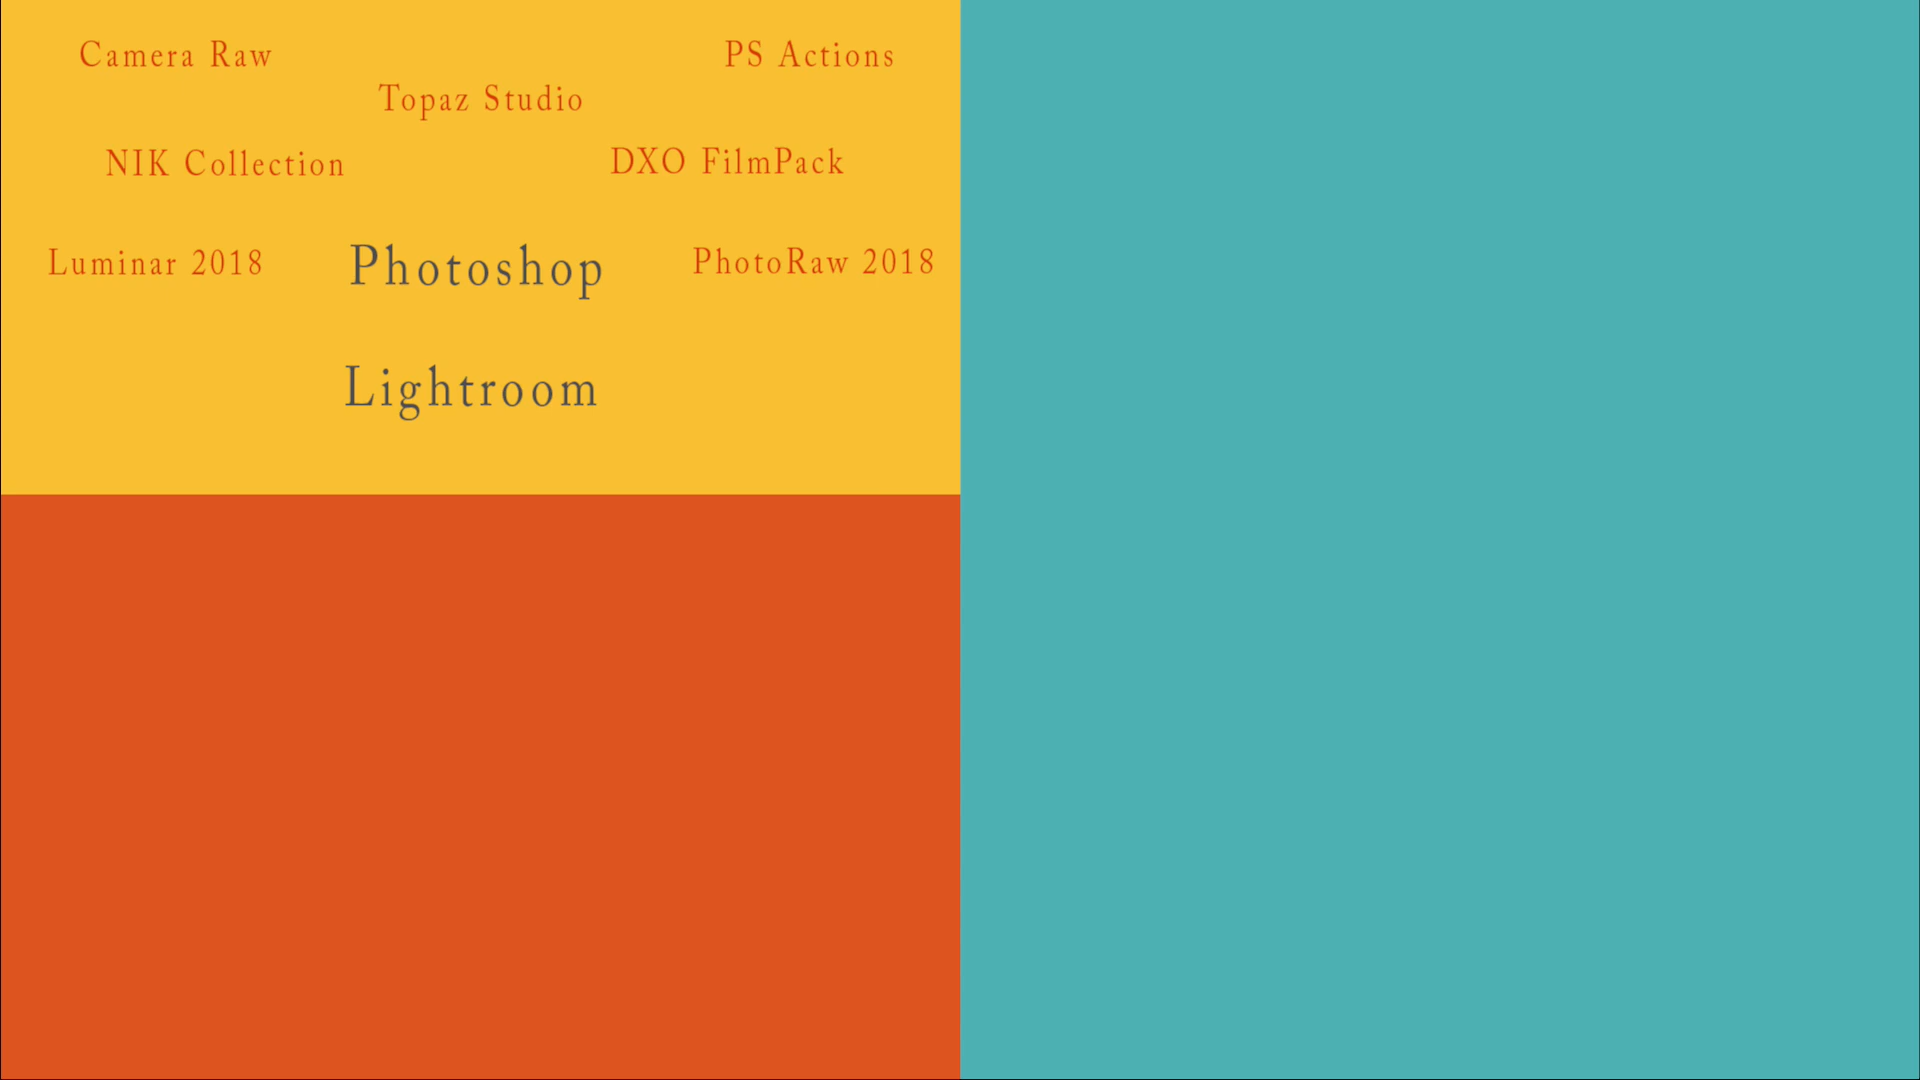 Camera Raw
PS Actions
Topaz Studio
NIK Collection
DXO FilmPack
Luminar 2018
Photoshop
PhotoRaw 2018
Lightroom